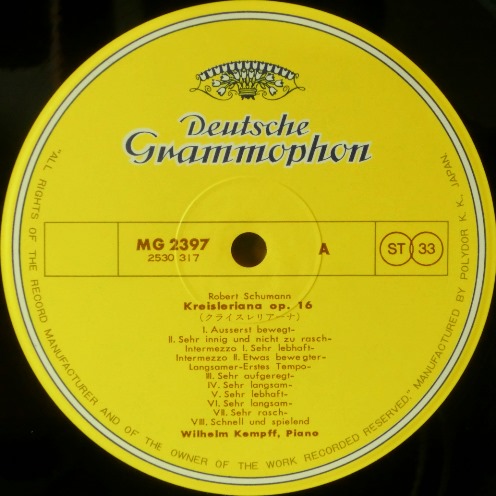 Deutsche
Grammophon
MG 2397
2530 317
A
ST 33
Robert Schumann
Kreisleriana op. 16
(クライスレリアーナ)
I. Äusserst bewegt-
II. Sehr innig und nicht zu rasch-
Intermezzo I. Sehr lebhaft-
Intermezzo II. Etwas bewegter-
Langsamer-Erstes Tempo-
III. Sehr aufgeregt-
IV. Sehr langsam-
V. Sehr lebhaft-
VI. Sehr langsam-
VII. Sehr rasch-
VIII. Schnell und spielend
Wilhelm Kempff, Piano
"ALL RIGHTS OF THE RECORD MANUFACTURER AND OF THE OWNER OF THE WORK RECORDED RESERVED." MANUFACTURED BY POLYDOR K. K., JAPAN.